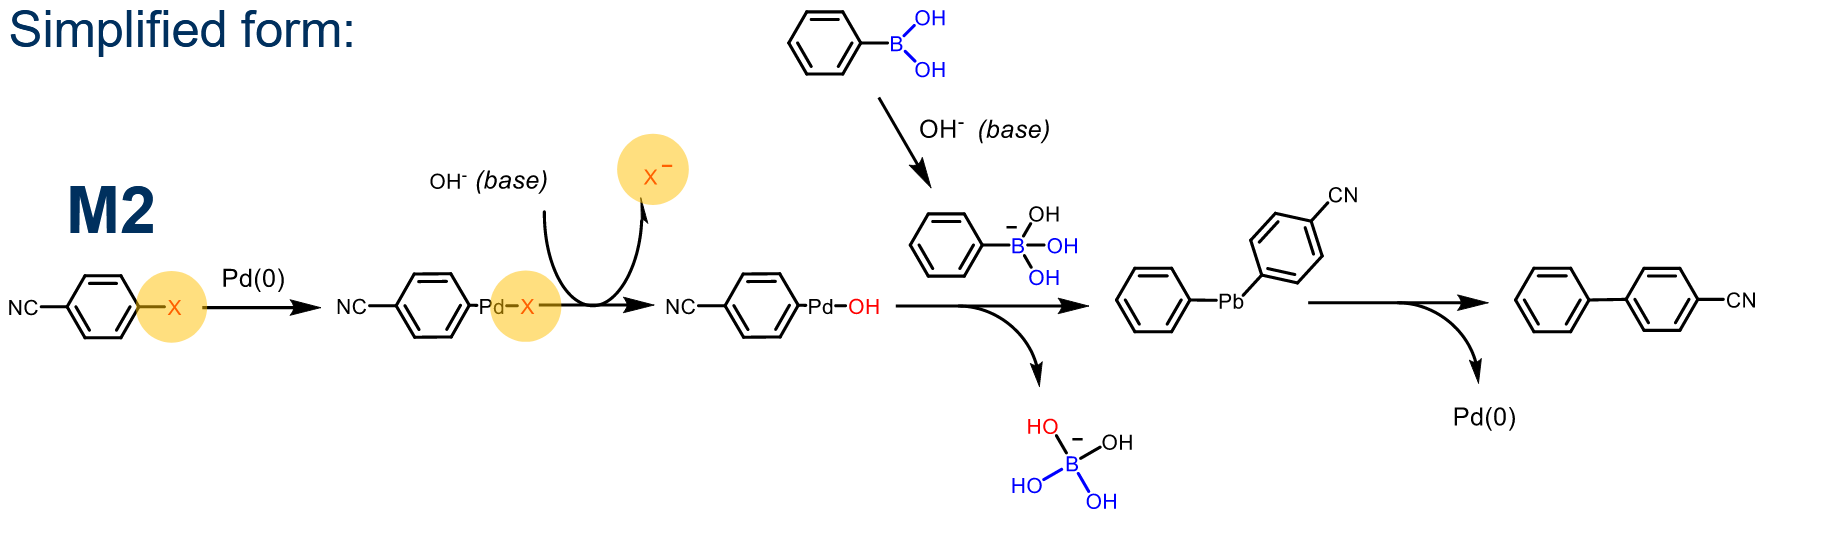 Simplified form:
OH
B
OH
OH⁻ (base)
X⁻
OH⁻ (base)
M2
CN
OH
⁻
B OH
OH
NC X
Pd(0)
NC Pd X
NC Pd OH
Pb
CN
Pd(0)
HO ⁻ OH
B
HO
OH